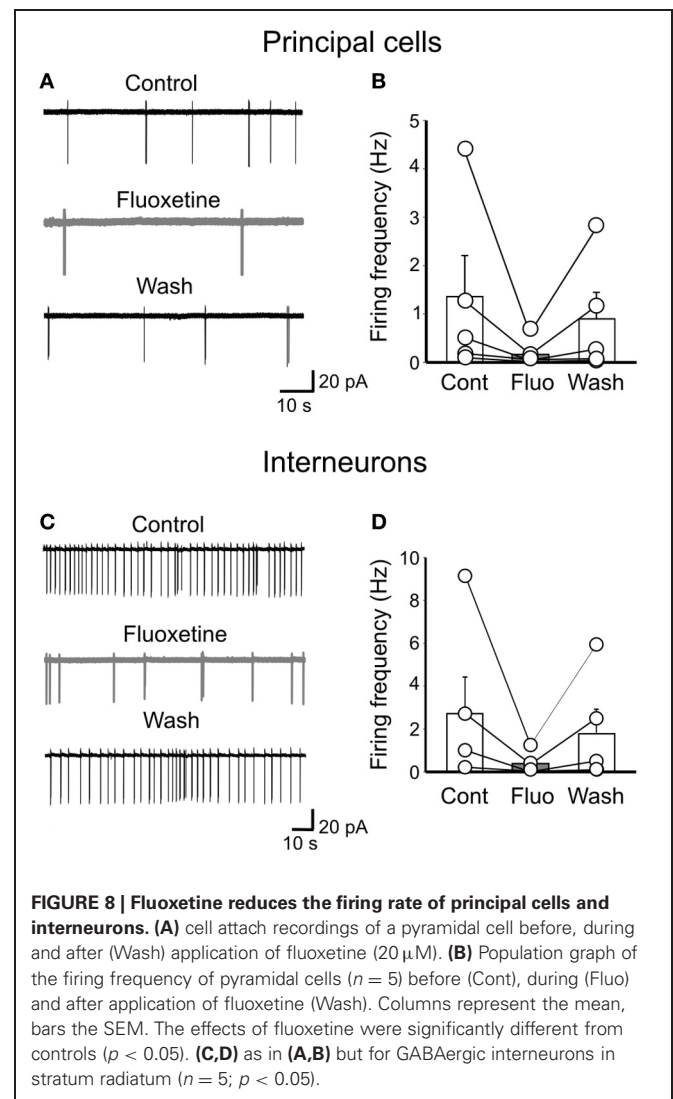 Principal cells
A
Control
Fluoxetine
Wash
20 pA
10 s
B
Firing frequency (Hz)
5
4
3
2
1
0
Cont Fluo Wash
Interneurons
C
Control
Fluoxetine
Wash
20 pA
10 s
D
Firing frequency (Hz)
10
8
6
4
2
0
Cont Fluo Wash
FIGURE 8 | Fluoxetine reduces the firing rate of principal cells and
interneurons. (A) cell attach recordings of a pyramidal cell before, during
and after (Wash) application of fluoxetine (20 μM). (B) Population graph of
the firing frequency of pyramidal cells (n = 5) before (Cont), during (Fluo)
and after application of fluoxetine (Wash). Columns represent the mean,
bars the SEM. The effects of fluoxetine were significantly different from
controls (p < 0.05). (C,D) as in (A,B) but for GABAergic interneurons in
stratum radiatum (n = 5; p < 0.05).